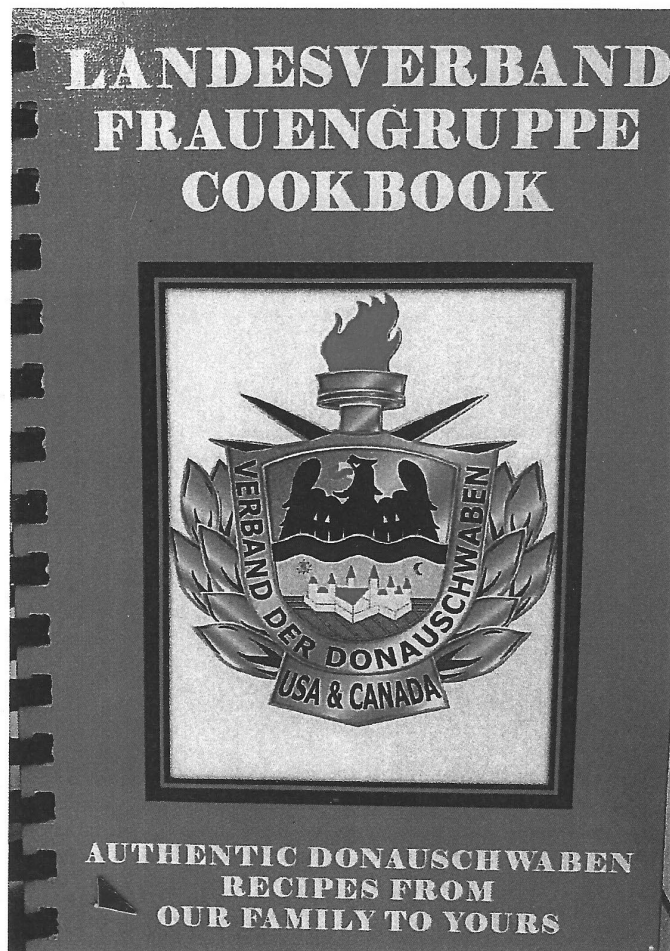 LANDESVERBAND
FRAUENGRUPPE
COOKBOOK
VERBAND DER DONAUSCHWABEN
USA & CANADA
AUTHENTIC DONAUSCHWABEN
RECIPES FROM
OUR FAMILY TO YOURS